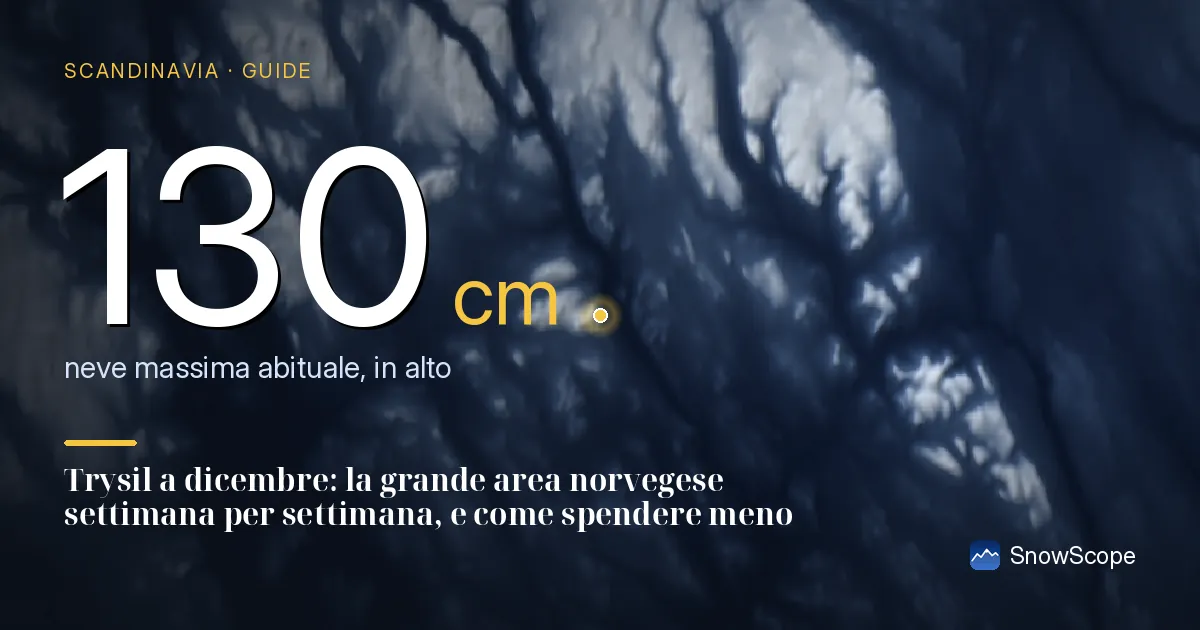 SCANDINAVIA · GUIDE
130 cm
neve massima abituale, in alto
Trysil a dicembre: la grande area norvegese
settimana per settimana, e come spendere meno
SnowScope